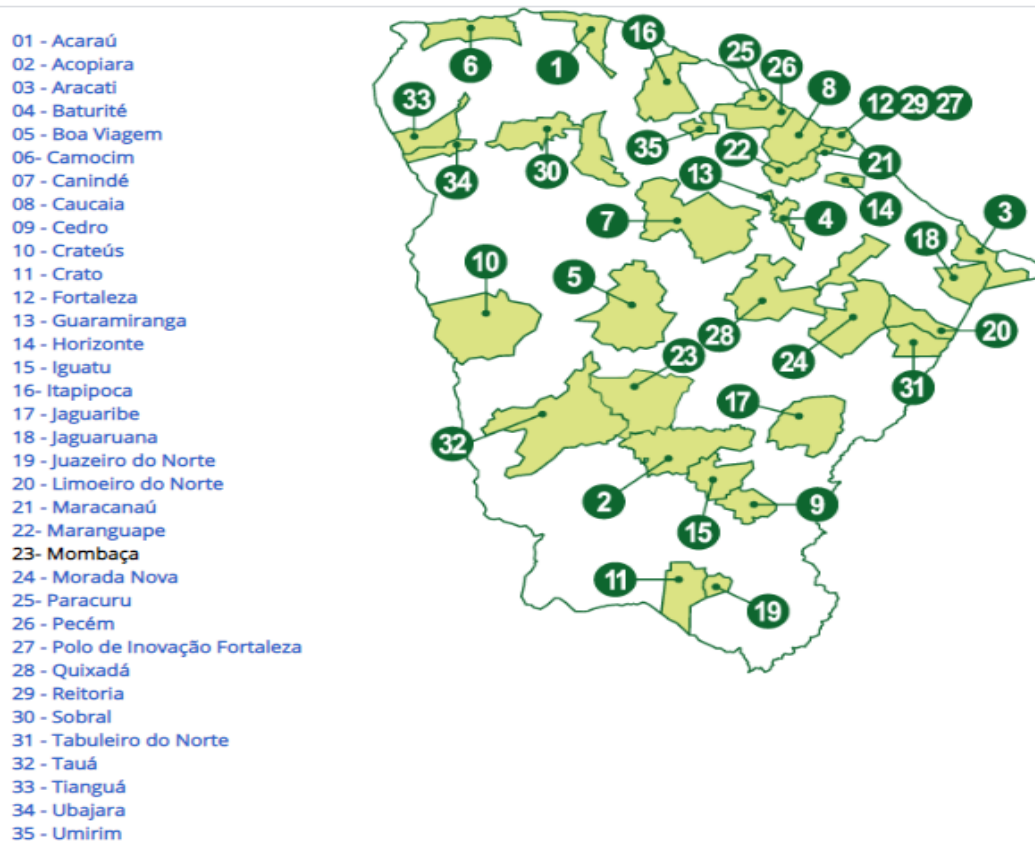 01 - Acaraú
02 - Acopiara
03 - Aracati
04 - Baturité
05 - Boa Viagem
06- Camocim
07 - Canindé
08 - Caucaia
09 - Cedro
10 - Crateús
11 - Crato
12 - Fortaleza
13 - Guaramiranga
14 - Horizonte
15 - Iguatu
16- Itapipoca
17 - Jaguaribe
18 - Jaguaruana
19 - Juazeiro do Norte
20 - Limoeiro do Norte
21 - Maracanaú
22- Maranguape
23- Mombaça
24 - Morada Nova
25- Paracuru
26 - Pecém
27 - Polo de Inovação Fortaleza
28 - Quixadá
29 - Reitoria
30 - Sobral
31 - Tabuleiro do Norte
32 - Tauá
33 - Tianguá
34 - Ubajara
35 - Umirim
16
25
6
1
26
8
33
12 29 27
35
30
22
21
34
13
14
7
4
3
18
10
5
28
20
23
24
31
17
32
2
15
9
11
19